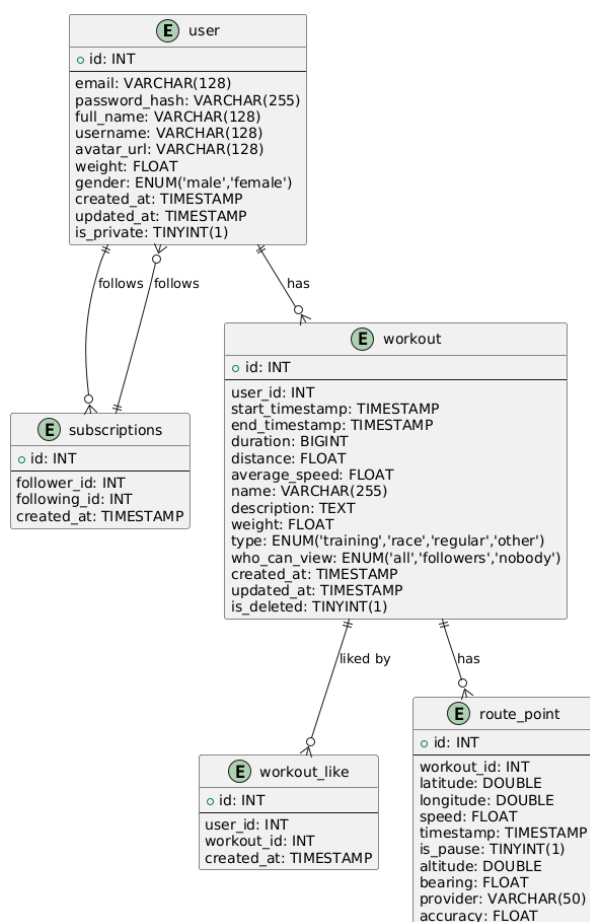 E user
id: INT
email: VARCHAR(128)
password_hash: VARCHAR(255)
full_name: VARCHAR(128)
username: VARCHAR(128)
avatar_url: VARCHAR(128)
weight: FLOAT
gender: ENUM('male','female')
created_at: TIMESTAMP
updated_at: TIMESTAMP
is_private: TINYINT(1)
follows
follows
has
E workout
id: INT
user_id: INT
start_timestamp: TIMESTAMP
end_timestamp: TIMESTAMP
duration: BIGINT
distance: FLOAT
average_speed: FLOAT
name: VARCHAR(255)
description: TEXT
weight: FLOAT
type: ENUM('training','race','regular','other')
who_can_view: ENUM('all','followers','nobody')
created_at: TIMESTAMP
updated_at: TIMESTAMP
is_deleted: TINYINT(1)
E subscriptions
id: INT
follower_id: INT
following_id: INT
created_at: TIMESTAMP
liked by
has
E workout_like
id: INT
user_id: INT
workout_id: INT
created_at: TIMESTAMP
E route_point
id: INT
workout_id: INT
latitude: DOUBLE
longitude: DOUBLE
speed: FLOAT
timestamp: TIMESTAMP
is_pause: TINYINT(1)
altitude: DOUBLE
bearing: FLOAT
provider: VARCHAR(50)
accuracy: FLOAT